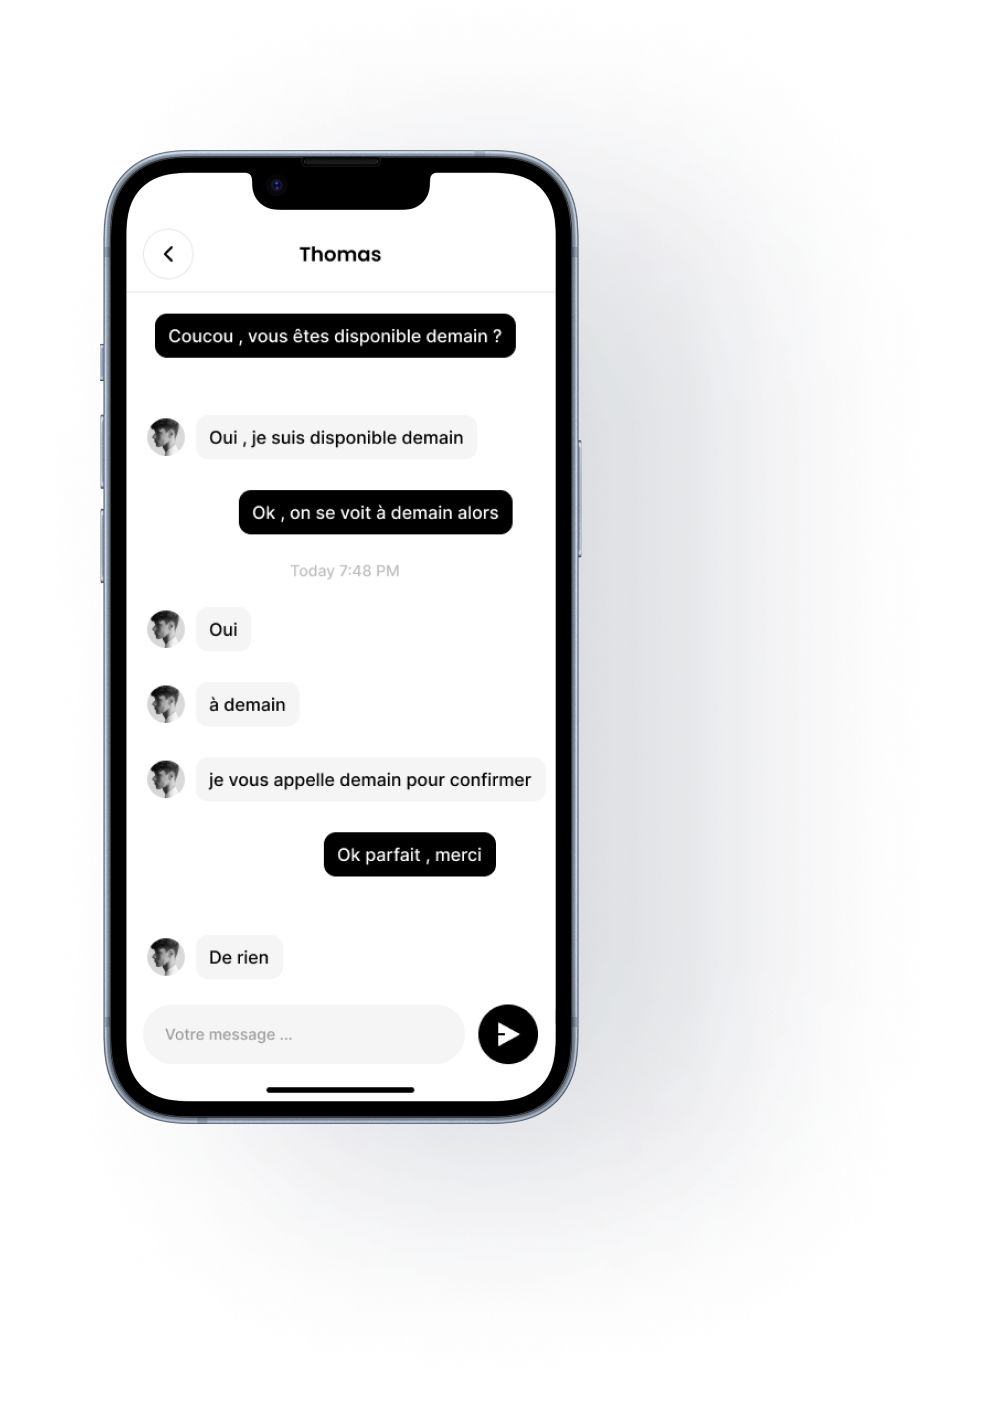 Thomas
Coucou , vous êtes disponible demain ?
Oui , je suis disponible demain
Ok , on se voit à demain alors
Today 7:48 PM
Oui
à demain
je vous appelle demain pour confirmer
Ok parfait , merci
De rien
Votre message ...